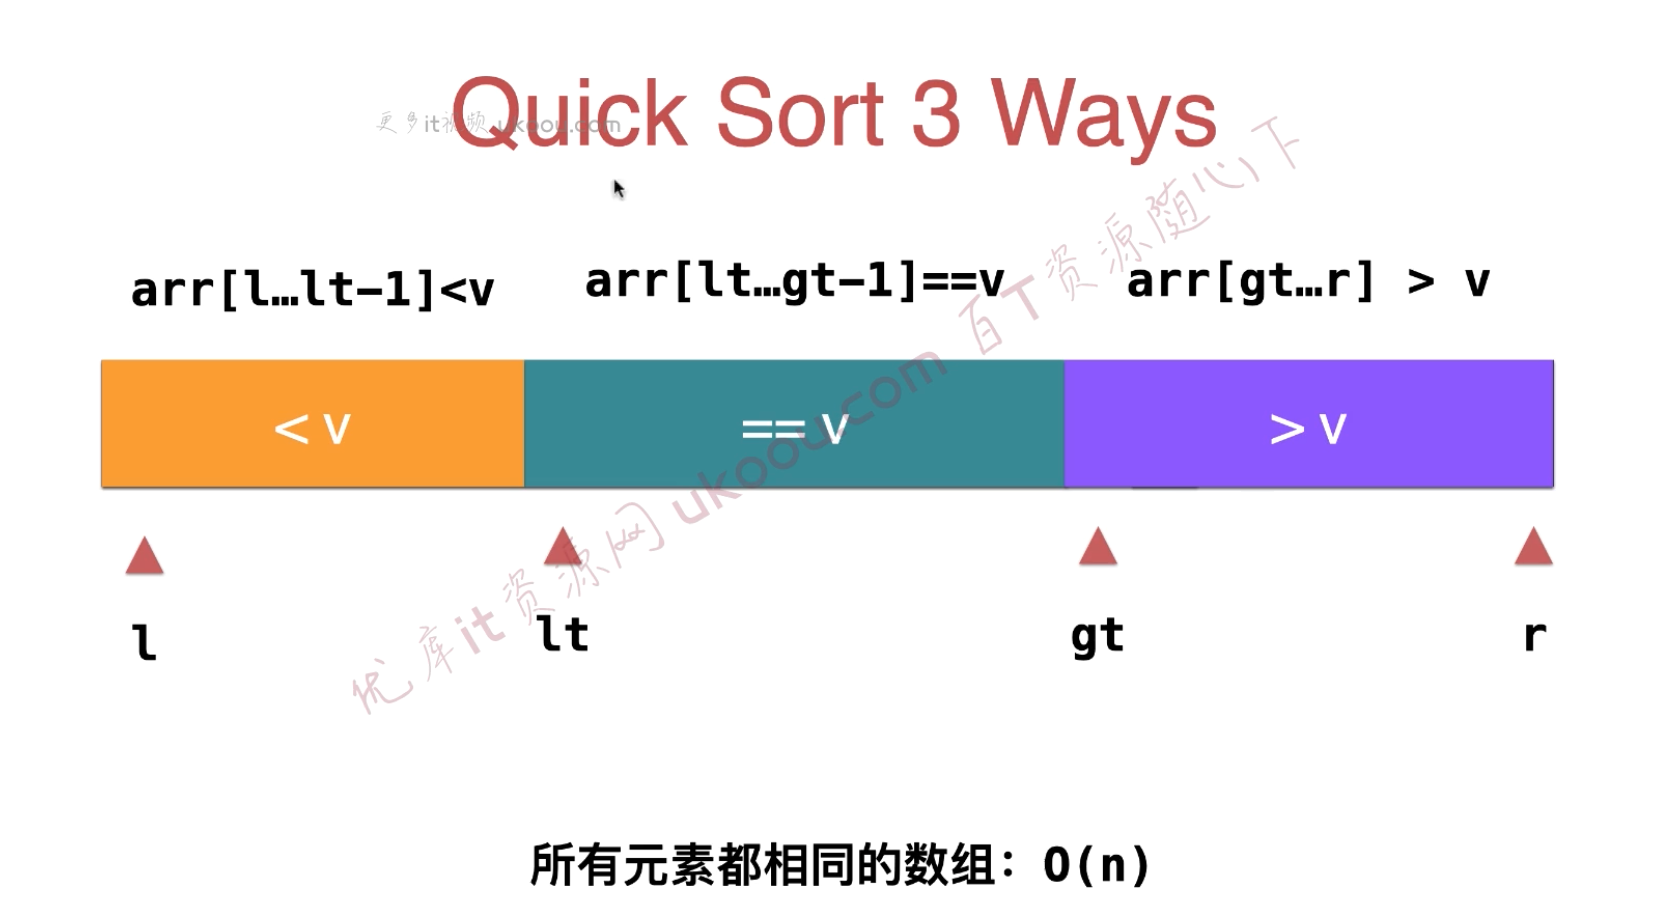 Quick Sort 3 Ways
更多it视频 ukoou.com
arr[l…lt-1]<v arr[lt…gt-1]==v arr[gt…r] > v
< v == v > v
l lt gt r
优库it资源网 ukoou.com 百T资源随心下
所有元素都相同的数组：O(n)